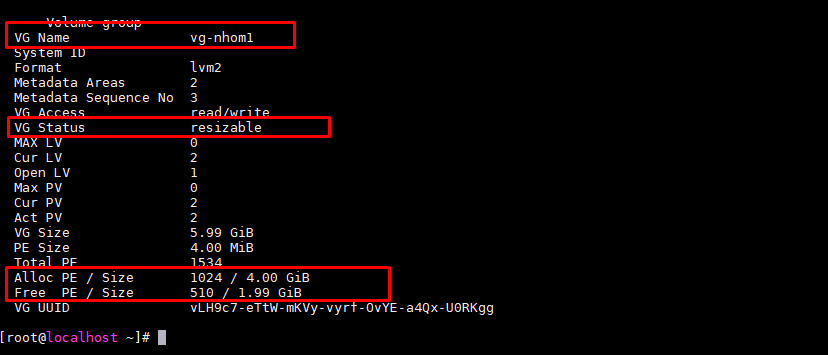 Volume group
VG Name vg-nhom1
System ID
Format lvm2
Metadata Areas 2
Metadata Sequence No 3
VG Access read/write
VG Status resizable
MAX LV 0
Cur LV 2
Open LV 1
Max PV 0
Cur PV 2
Act PV 2
VG Size 5.99 GiB
PE Size 4.00 MiB
Total PE 1534
Alloc PE / Size 1024 / 4.00 GiB
Free PE / Size 510 / 1.99 GiB
VG UUID vLH9c7-eTtW-mKVy-vyrf-OvYE-a4Qx-U0RKgg
[root@localhost ~]#